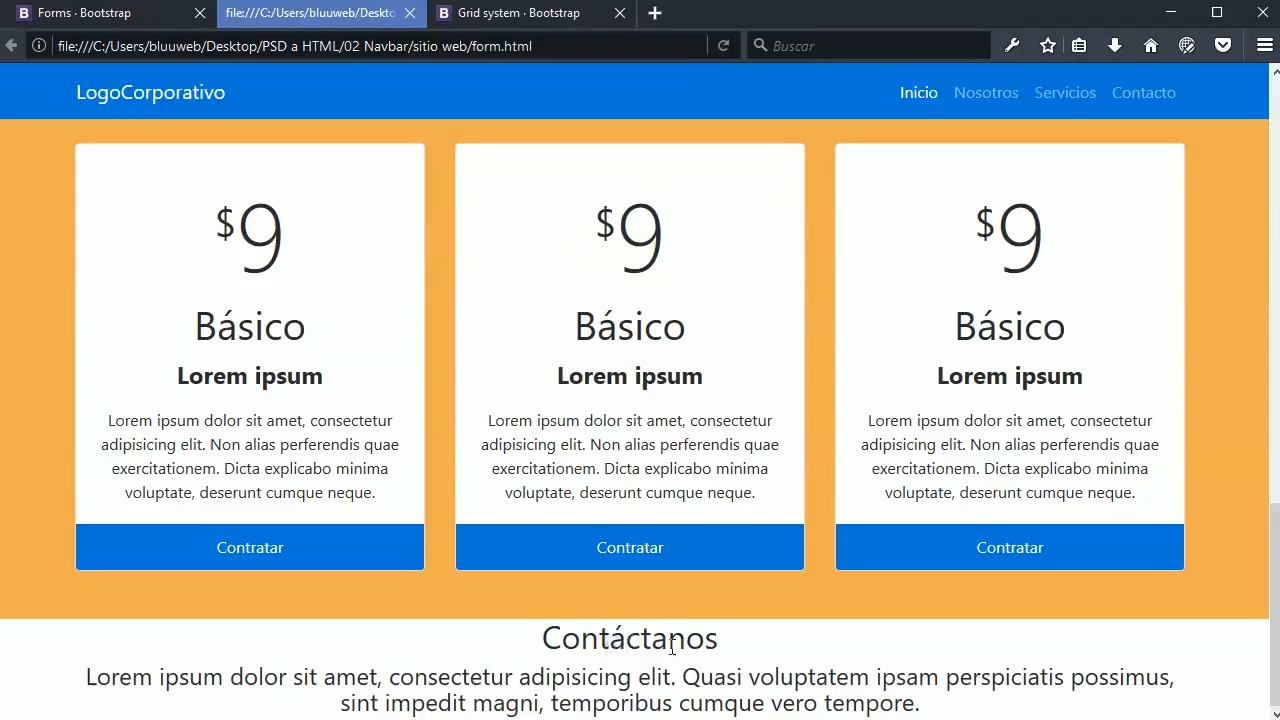 Forms · Bootstrap
file:///C:/Users/bluuweb/Deskto
Grid system · Bootstrap
file:///C:/Users/bluuweb/Desktop/PSD a HTML/02 Navbar/sitio web/form.html
Buscar
LogoCorporativo
Inicio Nosotros Servicios Contacto
$9
Básico
Lorem ipsum
Lorem ipsum dolor sit amet, consectetur
adipisicing elit. Non alias perferendis quae
exercitationem. Dicta explicabo minima
voluptate, deserunt cumque neque.
Contratar
$9
Básico
Lorem ipsum
Lorem ipsum dolor sit amet, consectetur
adipisicing elit. Non alias perferendis quae
exercitationem. Dicta explicabo minima
voluptate, deserunt cumque neque.
Contratar
$9
Básico
Lorem ipsum
Lorem ipsum dolor sit amet, consectetur
adipisicing elit. Non alias perferendis quae
exercitationem. Dicta explicabo minima
voluptate, deserunt cumque neque.
Contratar
Contáctanos
Lorem ipsum dolor sit amet, consectetur adipisicing elit. Quasi voluptatem ipsam perspiciatis possimus,
sint impedit magni, temporibus cumque vero tempore.